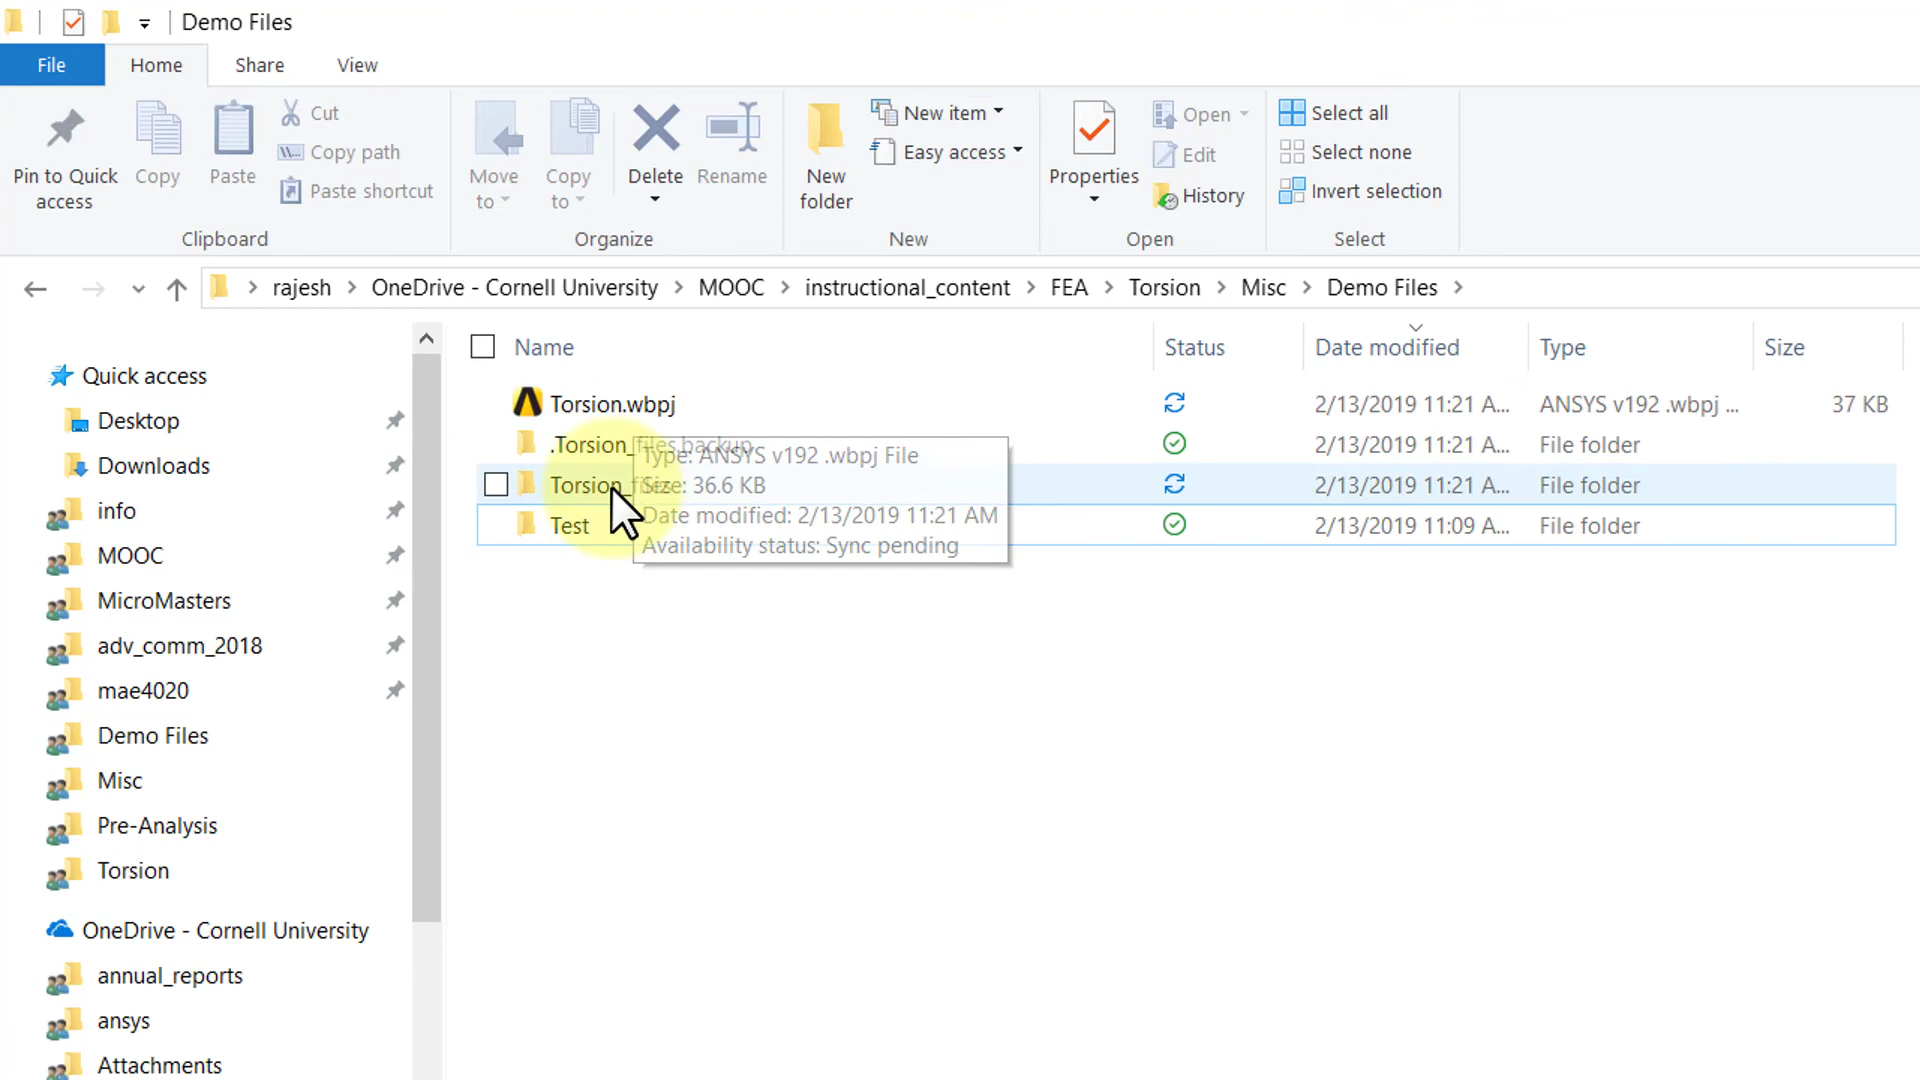 Demo Files
File Home Share View
Pin to Quick access
Copy
Paste
Cut
Copy path
Paste shortcut
Clipboard
Move to
Copy to
Delete
Rename
Organize
New folder
New item
Easy access
New
Properties
Open
Edit
History
Open
Select all
Select none
Invert selection
Select
rajesh OneDrive - Cornell University MOOC instructional_content FEA Torsion Misc Demo Files
Name Status Date modified Type Size
Torsion.wbpj 2/13/2019 11:21 A... ANSYS v192 .wbpj ... 37 KB
.Torsion_files.backup 2/13/2019 11:21 A... File folder
Torsion_files 2/13/2019 11:21 A... File folder
Test 2/13/2019 11:09 A... File folder
Type: ANSYS v192 .wbpj File
Size: 36.6 KB
Date modified: 2/13/2019 11:21 AM
Availability status: Sync pending
Quick access
Desktop
Downloads
info
MOOC
MicroMasters
adv_comm_2018
mae4020
Demo Files
Misc
Pre-Analysis
Torsion
OneDrive - Cornell University
annual_reports
ansys
Attachments